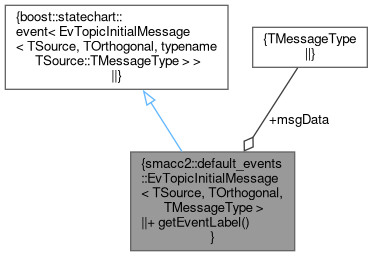 {boost::statechart::
event< EvTopicInitialMessage
< TSource, TOrthogonal, typename
TSource::TMessageType > >
||}
{TMessageType
||}
+msgData
{smacc2::default_events
::EvTopicInitialMessage
< TSource, TOrthogonal,
TMessageType >
||+ getEventLabel()
}